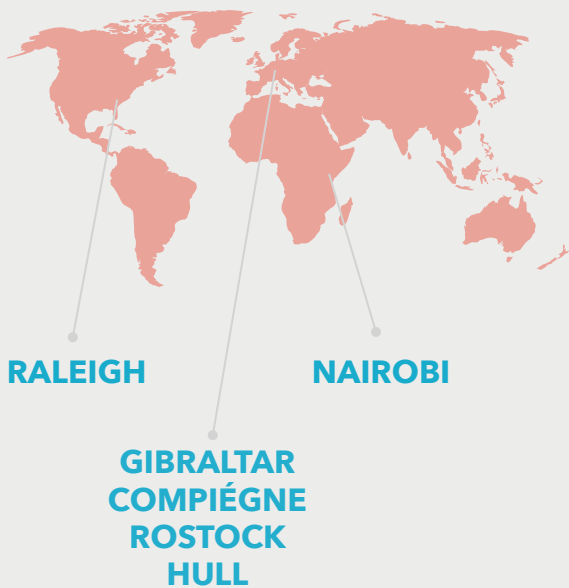 RALEIGH
NAIROBI
GIBRALTAR
COMPIÉGNE
ROSTOCK
HULL